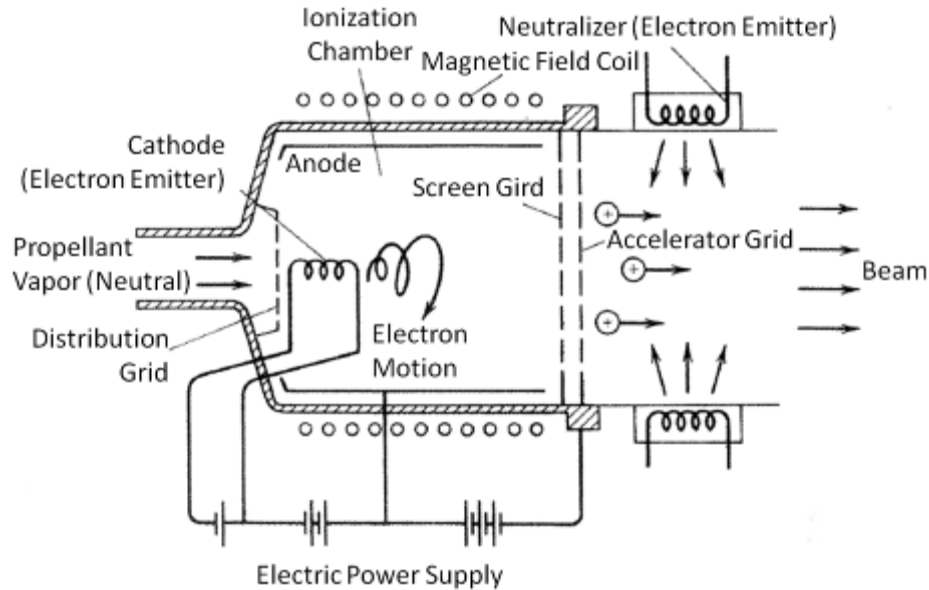 Ionization
Chamber
Neutralizer (Electron Emitter)
Magnetic Field Coil
Cathode
(Electron Emitter)
Anode
Screen Gird
Propellant
Vapor (Neutral)
Accelerator Grid
Beam
Distribution
Grid
Electron
Motion
Electric Power Supply